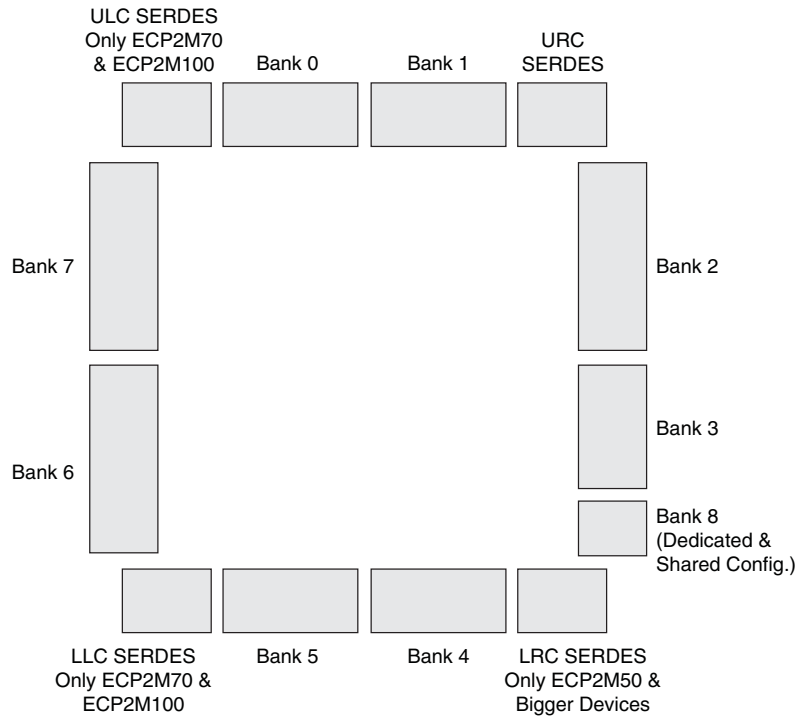 ULC SERDES
Only ECP2M70
& ECP2M100
Bank 0
Bank 1
URC
SERDES
Bank 7
Bank 2
Bank 6
Bank 3
Bank 8
(Dedicated &
Shared Config.)
LLC SERDES
Only ECP2M70 &
ECP2M100
Bank 5
Bank 4
LRC SERDES
Only ECP2M50 &
Bigger Devices